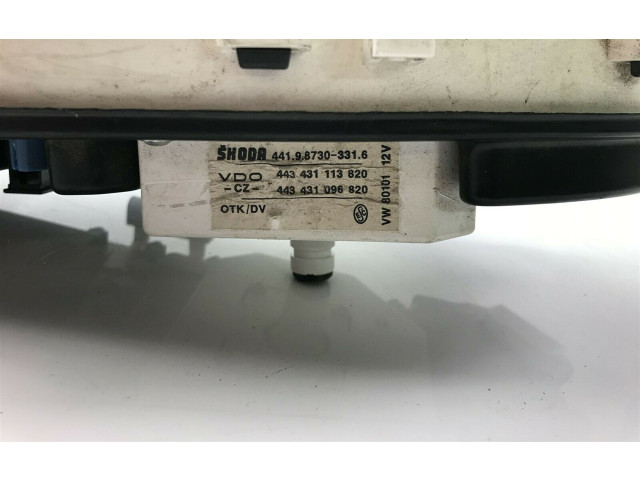 ŠKODA 441.9.8730-331.6
VDO 443 431 113 820
-CZ- 443 431 096 820
OTK/DV
VW 80101 12V